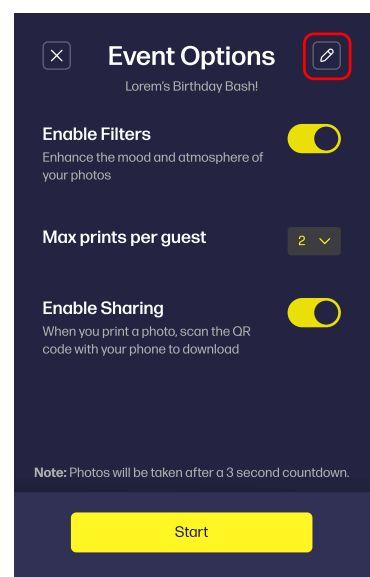 Event Options
Lorem's Birthday Bash!
Enable Filters
Enhance the mood and atmosphere of
your photos
Max prints per guest
2
Enable Sharing
When you print a photo, scan the QR
code with your phone to download
Note: Photos will be taken after a 3 second countdown.
Start